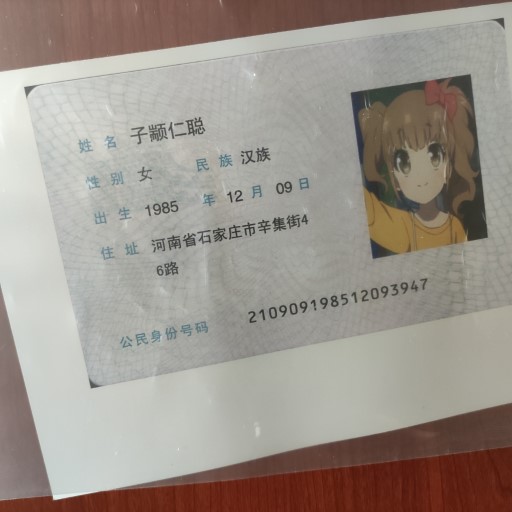 姓名 子颛仁聪
性别 女 民族 汉族
出生 1985 年 12 月 09 日
住址 河南省石家庄市辛集街4
6路
公民身份号码 210909198512093947